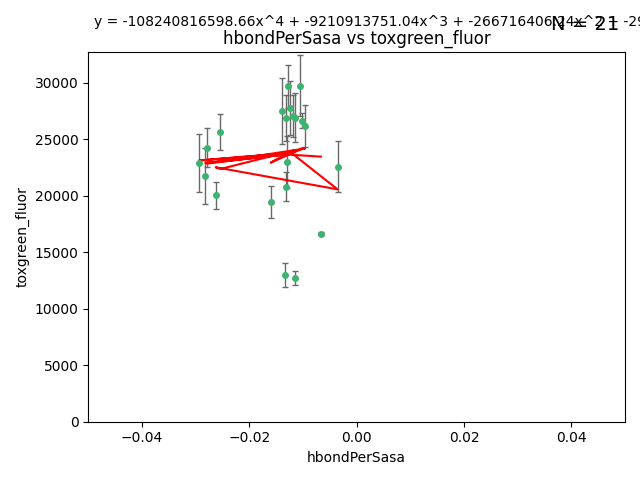 y = -108240816598.66x^4 + -9210913751.04x^3 + -266716406.
N = 21
hbondPerSasa vs toxgreen_fluor
toxgreen_fluor
30000
25000
20000
15000
10000
5000
0
−0.04 −0.02 0.00 0.02 0.04
hbondPerSasa